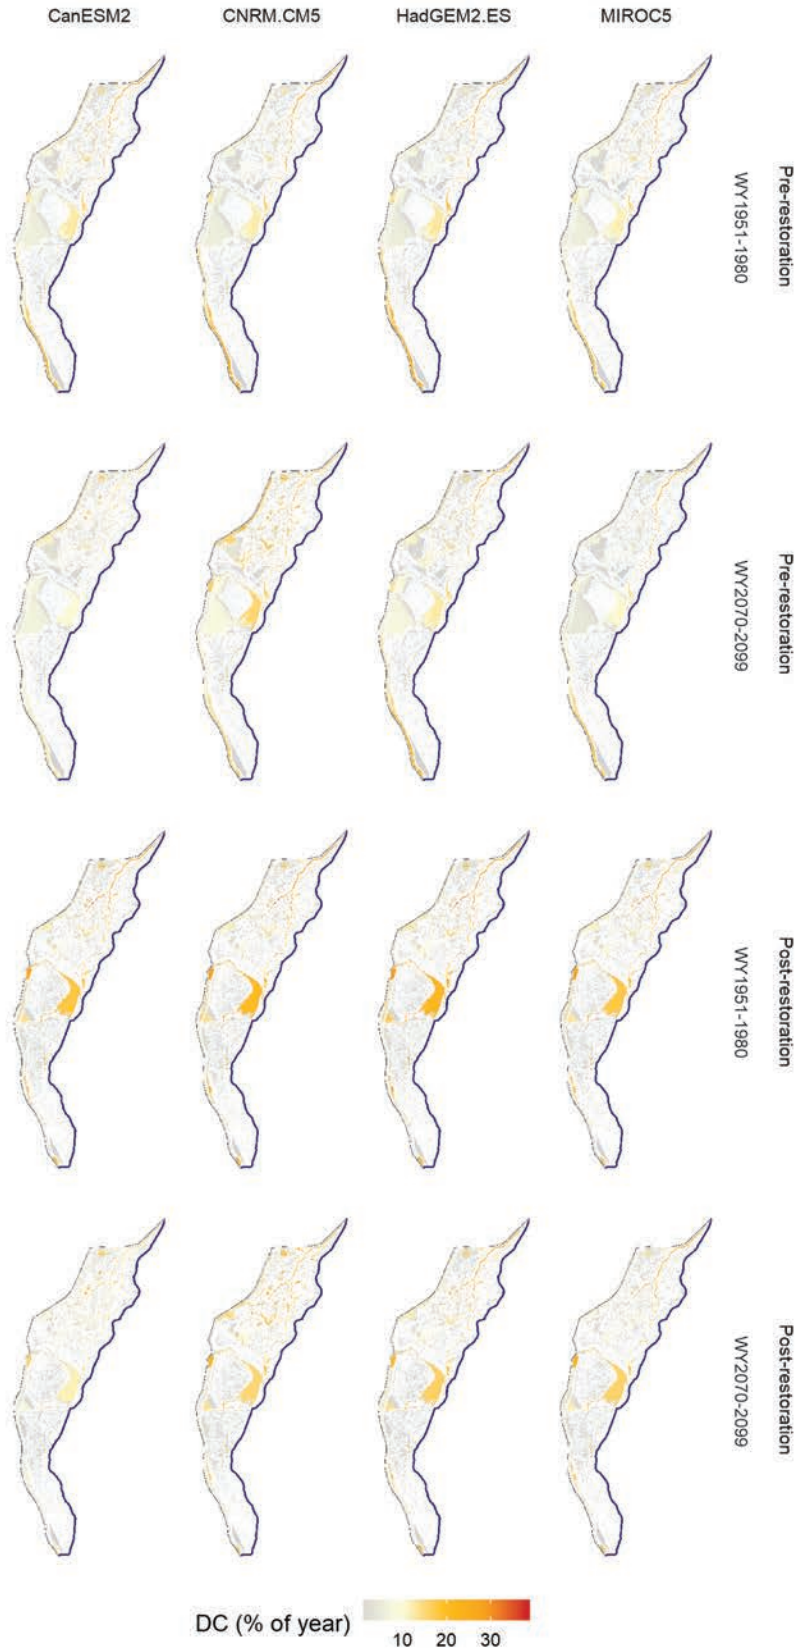 CanESM2
CNRM.CM5
HadGEM2.ES
MIROC5
Pre-restoration
WY1951-1980
Pre-restoration
WY2070-2099
Post-restoration
WY1951-1980
Post-restoration
WY2070-2099
DC (% of year)
10 20 30